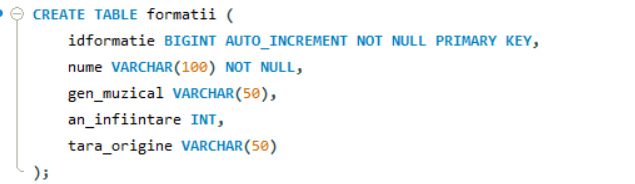 CREATE TABLE formatii (
idformatie BIGINT AUTO_INCREMENT NOT NULL PRIMARY KEY,
nume VARCHAR(100) NOT NULL,
gen_muzical VARCHAR(50),
an_infiintare INT,
tara_origine VARCHAR(50)
);